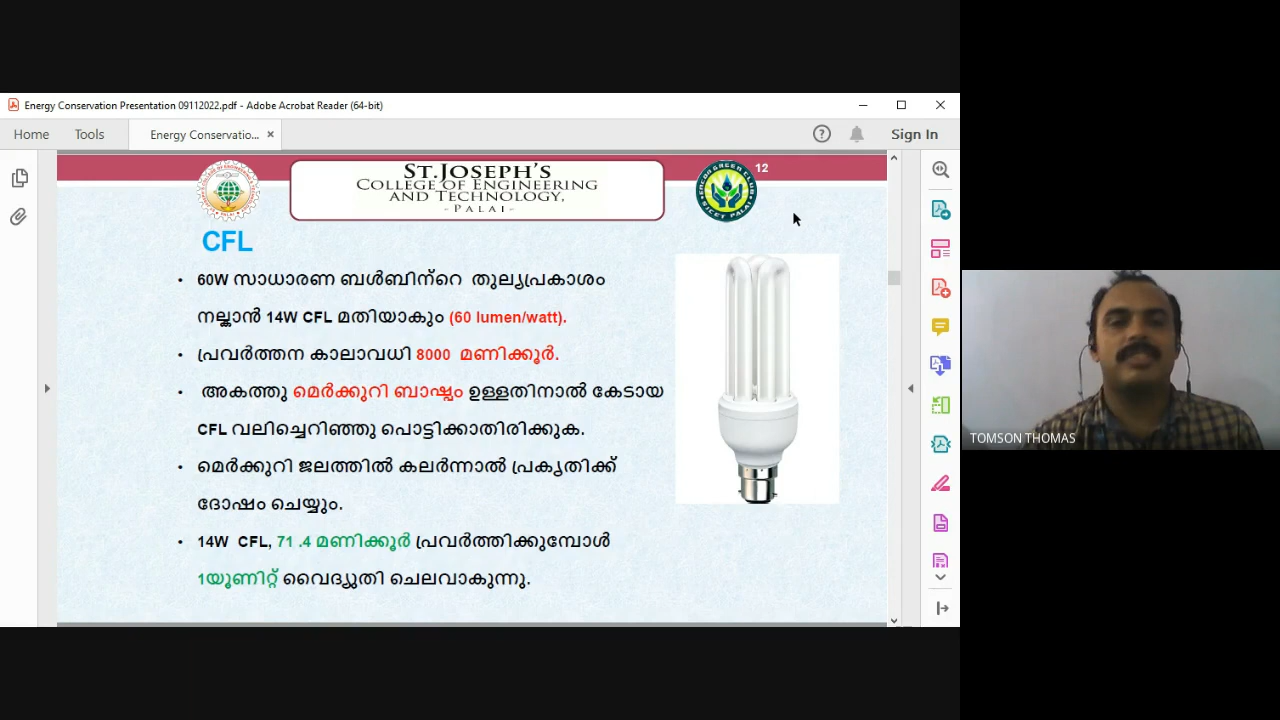 Energy Conservation Presentation 09112022.pdf - Adobe Acrobat Reader (64-bit)
Home Tools Energy Conservatio... × Sign In
ST.JOSEPH'S
COLLEGE OF ENGINEERING
AND TECHNOLOGY,
-PALAI-
12
CFL
• 60W സാധാരണ ബൾബിന്റെ തുല്യപ്രകാശം
നല്കാൻ 14W CFL മതിയാകും (60 lumen/watt).
• പ്രവർത്തന കാലാവധി 8000 മണിക്കൂർ.
• അകത്തു മെർക്കുറി ബാഷ്പം ഉള്ളതിനാൽ കേടായ
CFL വലിച്ചെറിഞ്ഞു പൊട്ടിക്കാതിരിക്കുക.
• മെർക്കുറി ജലത്തിൽ കലർന്നാൽ പ്രകൃതിക്ക്
ദോഷം ചെയ്യും.
• 14W CFL, 71 .4 മണിക്കൂർ പ്രവർത്തിക്കുമ്പോൾ
1യൂണിറ്റ് വൈദ്യുതി ചെലവാകുന്നു.
TOMSON THOMAS